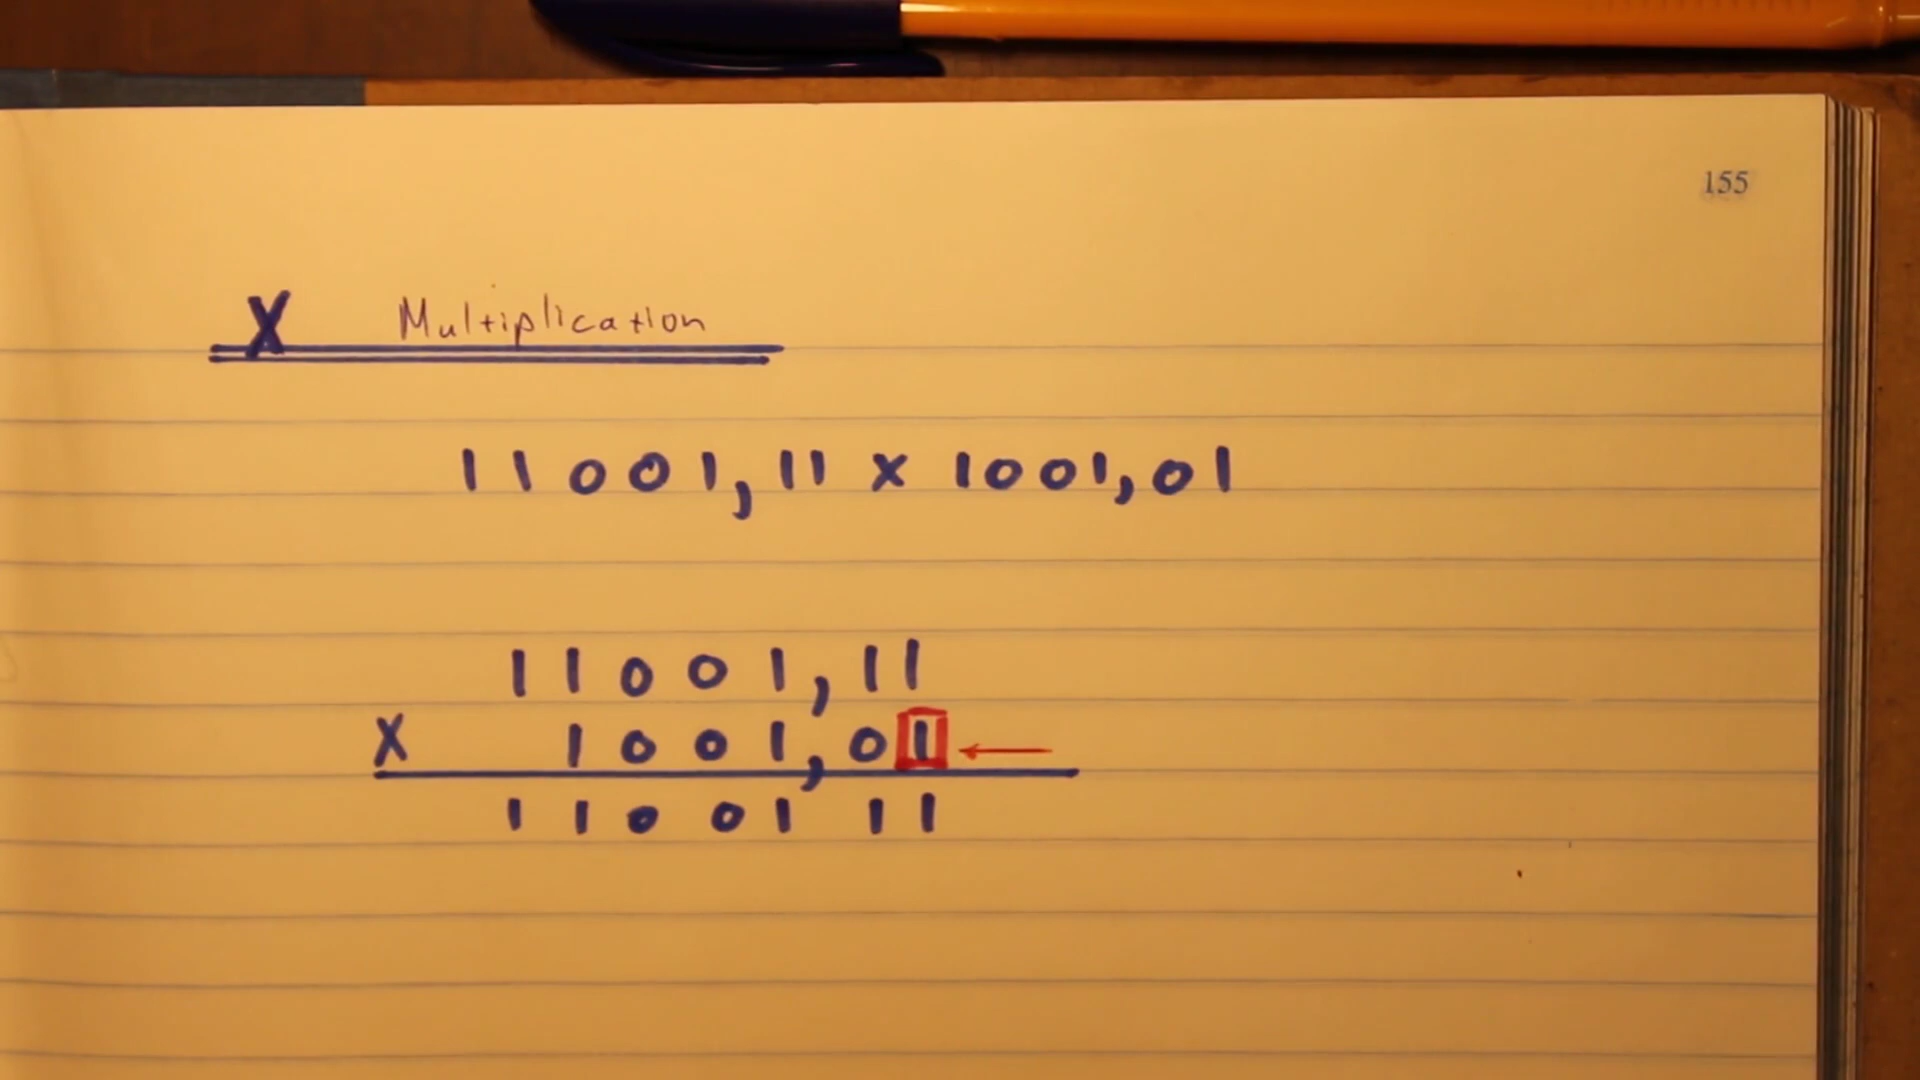 155
X Multiplication
11001,11 x 1001,01
11001,11
X 1001,01
11001 11